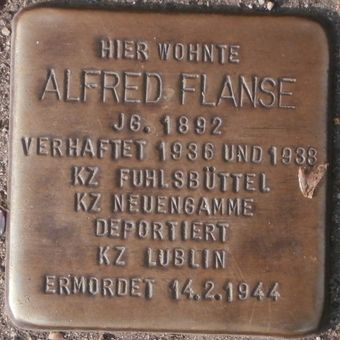 HIER WOHNTE
ALFRED FLANSE
JG. 1892
VERHAFTET 1936 UND 1938
KZ FUHLSBÜTTEL
KZ NEUENGAMME
DEPORTIERT
KZ LUBLIN
ERMORDET 14.2.1944